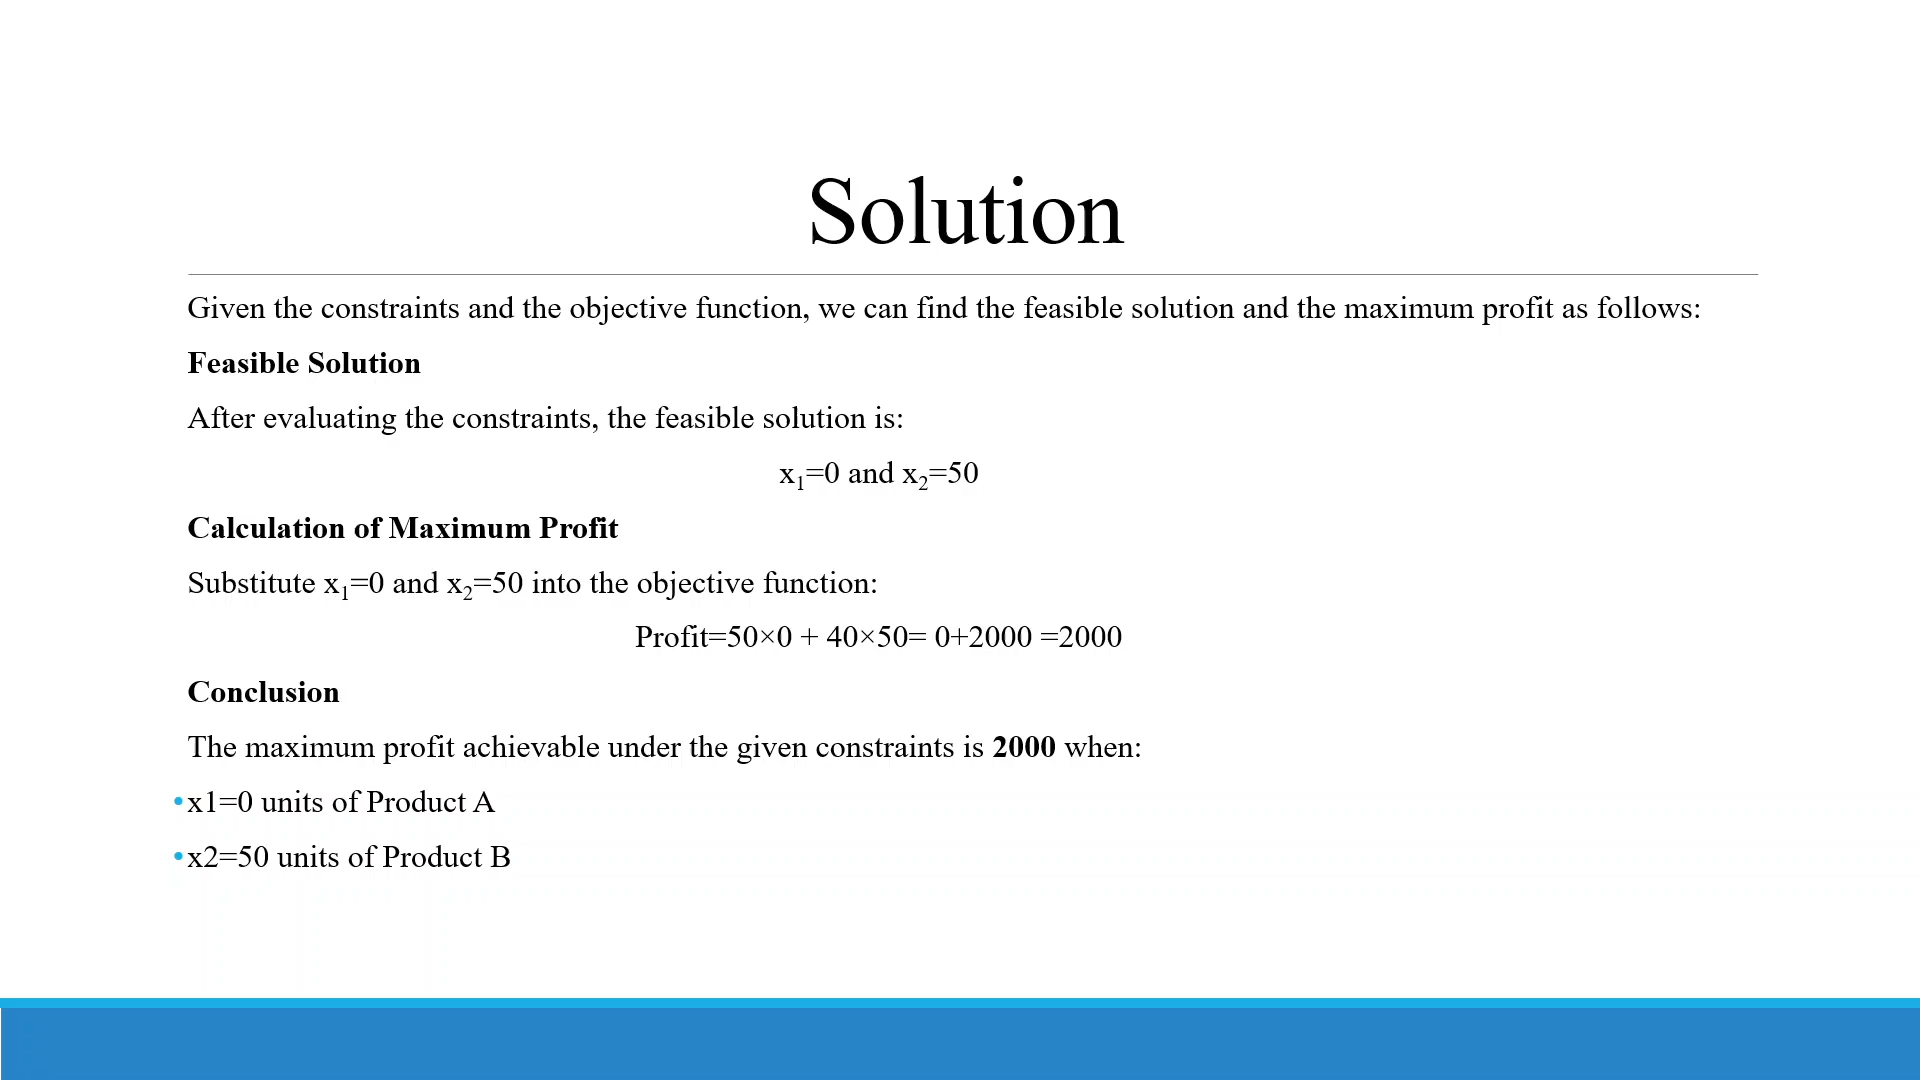 Solution
Given the constraints and the objective function, we can find the feasible solution and the maximum profit as follows:
Feasible Solution
After evaluating the constraints, the feasible solution is:
x₁=0 and x₂=50
Calculation of Maximum Profit
Substitute x₁=0 and x₂=50 into the objective function:
Profit=50×0 + 40×50= 0+2000 =2000
Conclusion
The maximum profit achievable under the given constraints is 2000 when:
•x1=0 units of Product A
•x2=50 units of Product B